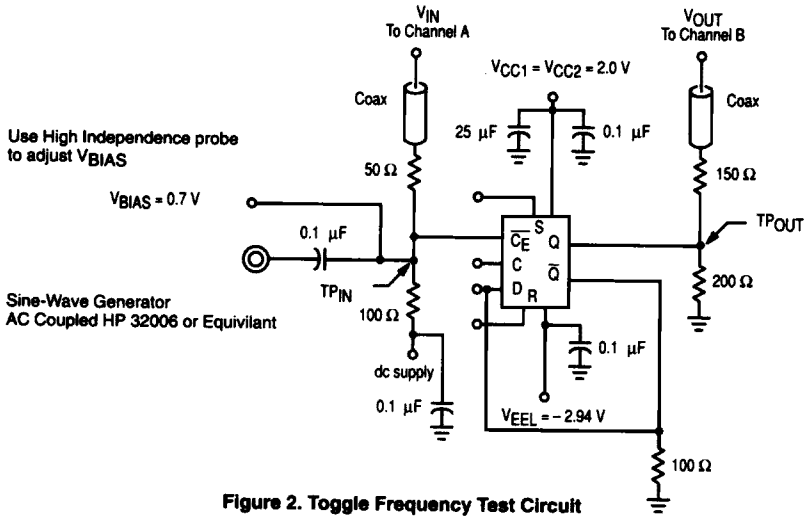 VIN
To Channel A
VOUT
To Channel B
VCC1 = VCC2 = 2.0 V
Coax
Coax
25 µF
0.1 µF
Use High Independence probe
to adjust VBIAS
50 Ω
150 Ω
VBIAS = 0.7 V
TPOUT
0.1 µF
S
CE
Q
C
Q
D
R
TPIN
200 Ω
Sine-Wave Generator
AC Coupled HP 32006 or Equivilant
100 Ω
0.1 µF
dc supply
0.1 µF
VEEL = – 2.94 V
100 Ω
Figure 2. Toggle Frequency Test Circuit